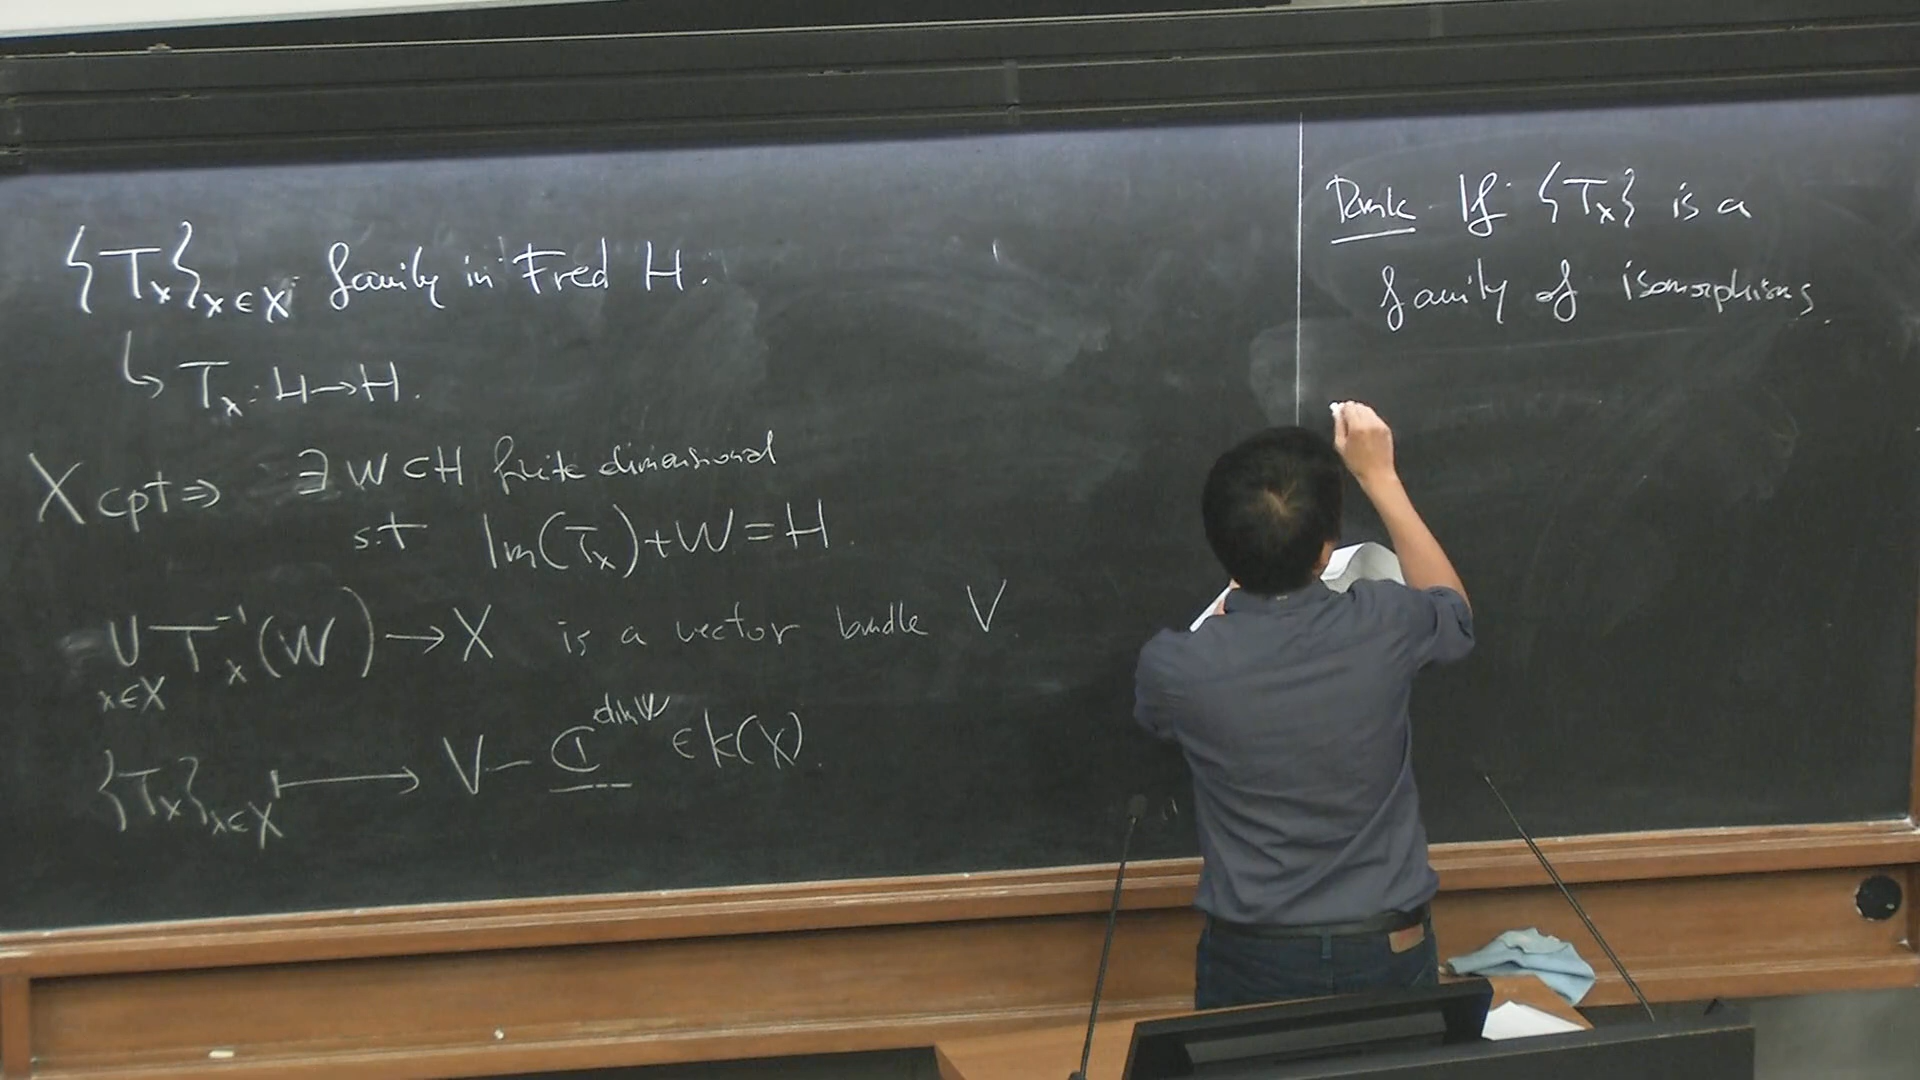 {Tₓ}ₓ∈X family in Fred H.
↳ Tₓ : H → H.
X cpt ⇒ ∃ W ⊂ H finite dimensional
s.t Im(Tₓ) + W = H.
∪ Tₓ⁻¹(W) → X is a vector bundle V.
x∈X
{Tₓ}ₓ∈X ⟼ V − ℂ^dim W ∈ K(X).
Rmk. If {Tₓ} is a
family of isomorphisms,